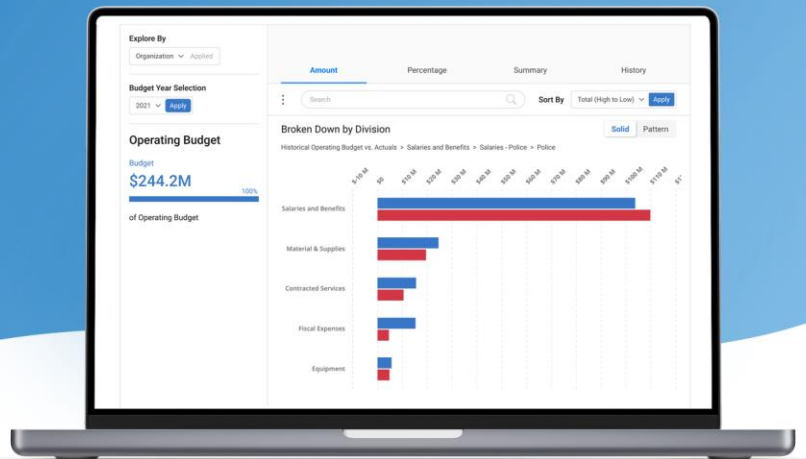 Explore By
Organization Applied
Budget Year Selection
2021 Apply
Operating Budget
Budget
$244.2M
100%
of Operating Budget
Amount Percentage Summary History
Search
Sort By Total (High to Low) Apply
Broken Down by Division
Solid Pattern
Historical Operating Budget vs. Actuals > Salaries and Benefits > Salaries - Police > Police
$-10 M $0 $10 M $20 M $30 M $40 M $50 M $60 M $70 M $80 M $90 M $100 M $110 M
Salaries and Benefits
Material & Supplies
Contracted Services
Fiscal Expenses
Equipment